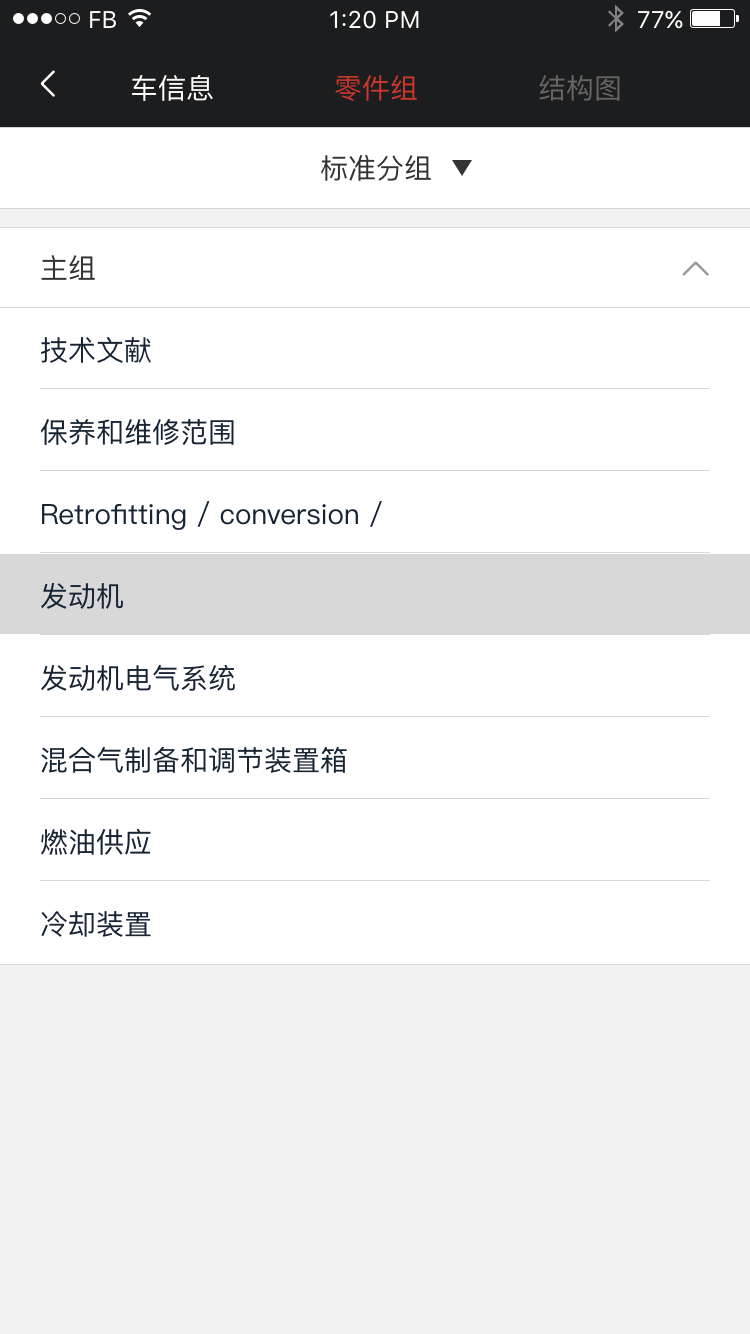 FB 1:20 PM 77%
车信息 零件组 结构图
标准分组
主组
技术文献
保养和维修范围
Retrofitting / conversion /
发动机
发动机电气系统
混合气制备和调节装置箱
燃油供应
冷却装置